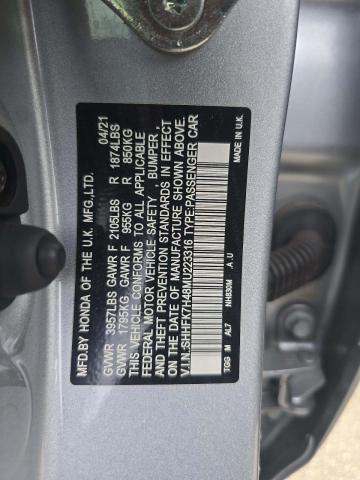 MFD.BY HONDA OF THE U.K. MFG.,LTD. 04/21
GVWR 3957LBS GAWR F 2105LBS R 1874LBS
GVWR 1795KG GAWR F 955KG R 850KG
THIS VEHICLE CONFORMS TO ALL APPLICABLE
FEDERAL MOTOR VEHICLE SAFETY , BUMPER,
AND THEFT PREVENTION STANDARDS IN EFFECT
ON THE DATE OF MANUFACTURE SHOWN ABOVE.
V.I.N.:SHHFK7H48MU223316 TYPE:PASSENGER CAR
NH830M A U MADE IN U.K.
TGG M AL7